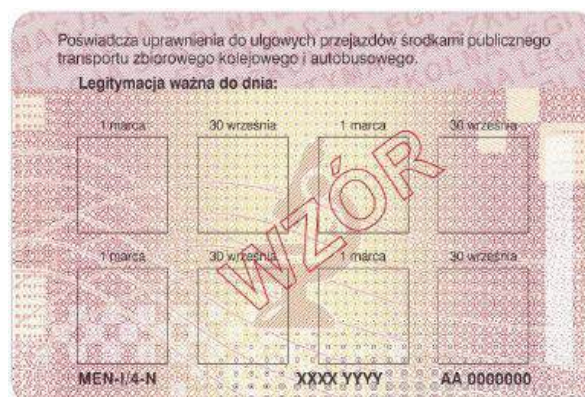 Poświadcza uprawnienia do ulgowych przejazdów środkami publicznego
transportu zbiorowego kolejowego i autobusowego.
Legitymacja ważna do dnia:
1 marca 30 września 1 marca 30 września
WZÓR
1 marca 30 września 1 marca 30 września
MEN-I/4-N XXXX YYYY AA 0000000